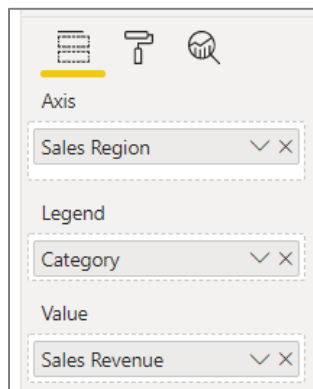 Axis
Sales Region
Legend
Category
Value
Sales Revenue